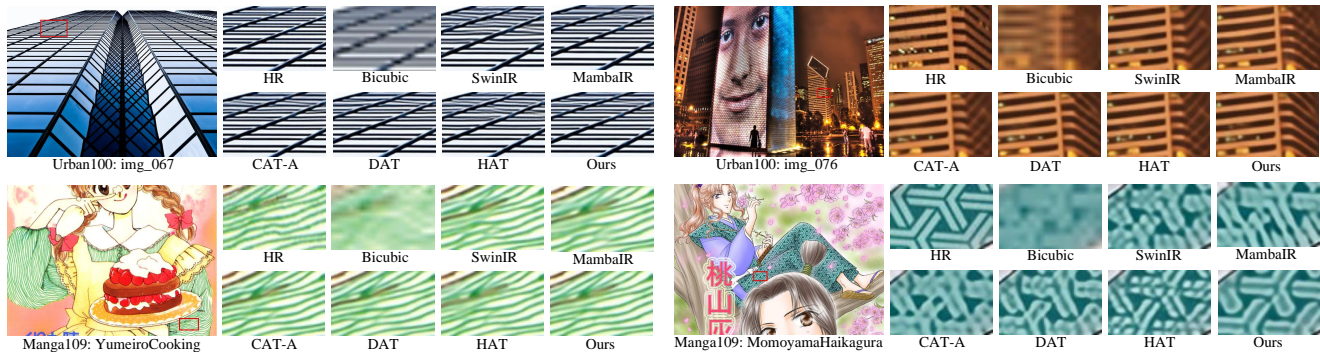 HR Bicubic SwinIR MambaIR
CAT-A DAT HAT Ours
Urban100: img_067
HR Bicubic SwinIR MambaIR
CAT-A DAT HAT Ours
Urban100: img_076
HR Bicubic SwinIR MambaIR
CAT-A DAT HAT Ours
Manga109: YumeiroCooking
桃山
HR Bicubic SwinIR MambaIR
CAT-A DAT HAT Ours
Manga109: MomoyamaHaikagura